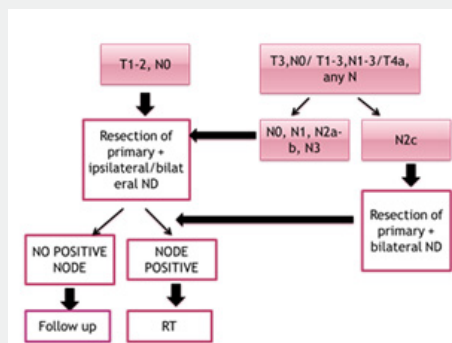 T1-2, N0
T3,N0/ T1-3,N1-3/T4a,
any N
Resection of
primary +
ipsilateral/bilat
eral ND
N0, N1, N2a-
b, N3
N2c
Resection of
primary +
bilateral ND
NO POSITIVE
NODE
NODE
POSITIVE
Follow up
RT